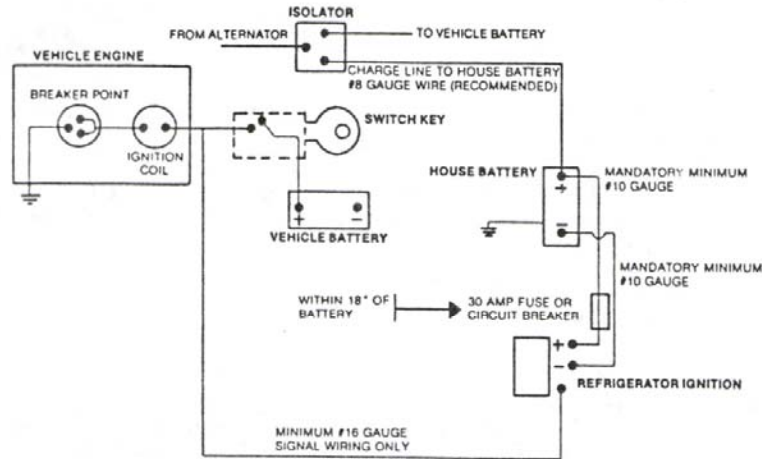 ISOLATOR
FROM ALTERNATOR
TO VEHICLE BATTERY
VEHICLE ENGINE
CHARGE LINE TO HOUSE BATTERY
#8 GAUGE WIRE (RECOMMENDED)
BREAKER POINT
SWITCH KEY
IGNITION
COIL
HOUSE BATTERY
+
MANDATORY MINIMUM
#10 GAUGE
+ -
VEHICLE BATTERY
-
MANDATORY MINIMUM
#10 GAUGE
WITHIN 18" OF
BATTERY
30 AMP FUSE OR
CIRCUIT BREAKER
+
-
REFRIGERATOR IGNITION
MINIMUM #16 GAUGE
SIGNAL WIRING ONLY